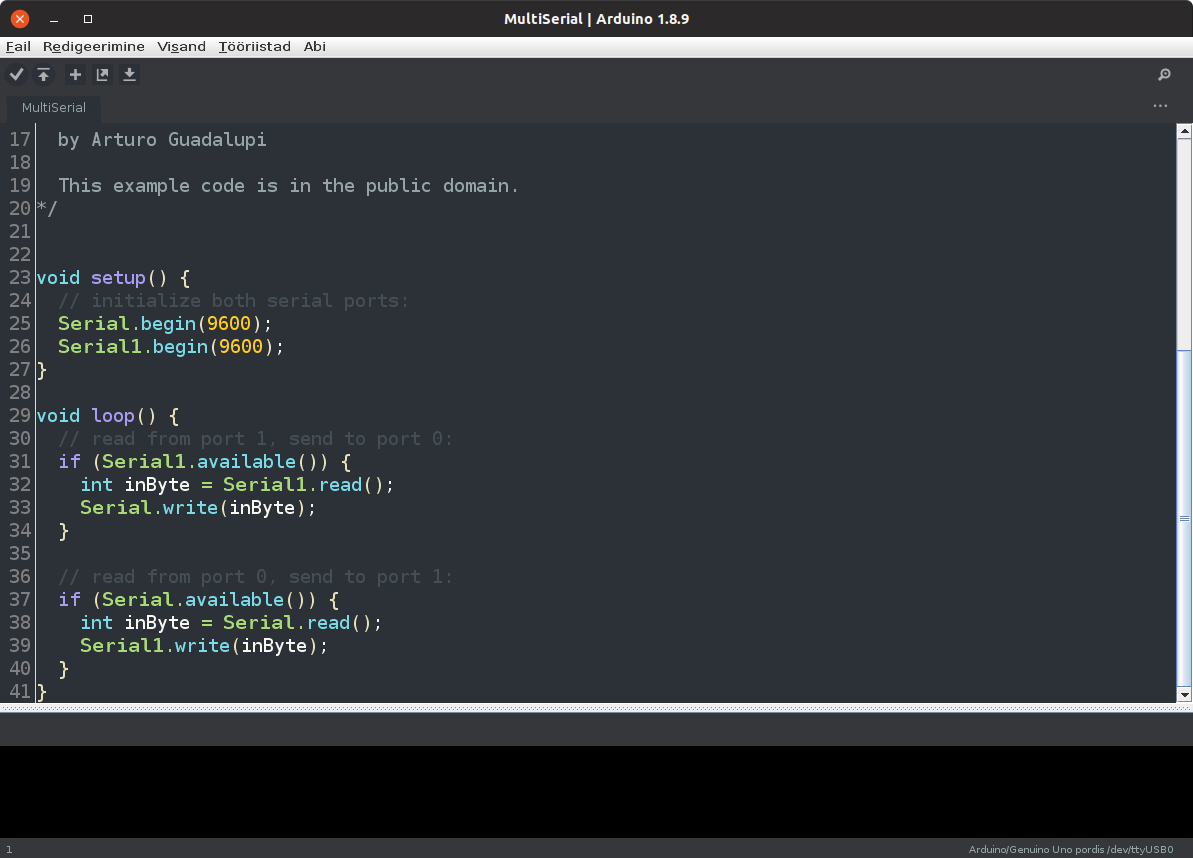 MultiSerial | Arduino 1.8.9
Fail Redigeerimine Visand Tööriistad Abi
MultiSerial
17   by Arturo Guadalupi
18
19   This example code is in the public domain.
20 */
21
22
23 void setup() {
24   // initialize both serial ports:
25   Serial.begin(9600);
26   Serial1.begin(9600);
27 }
28
29 void loop() {
30   // read from port 1, send to port 0:
31   if (Serial1.available()) {
32     int inByte = Serial1.read();
33     Serial.write(inByte);
34   }
35
36   // read from port 0, send to port 1:
37   if (Serial.available()) {
38     int inByte = Serial.read();
39     Serial1.write(inByte);
40   }
41 }
1 Arduino/Genuino Uno pordis /dev/ttyUSB0